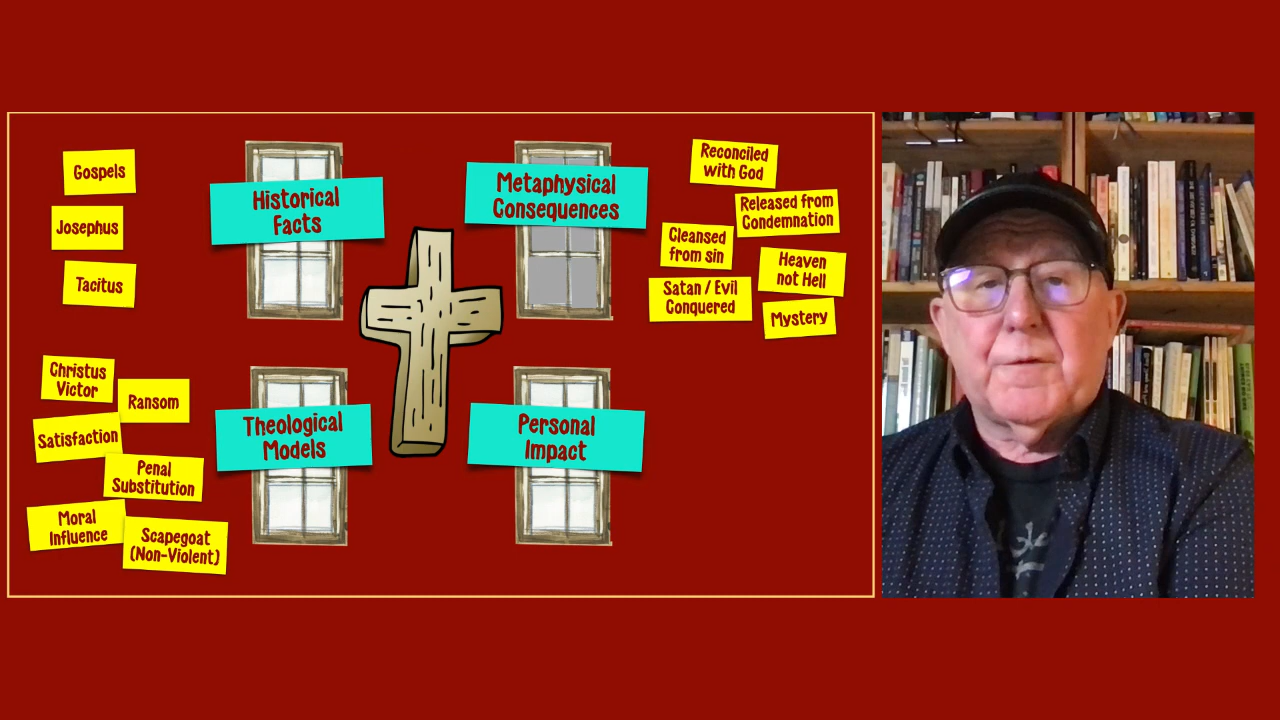 Gospels
Josephus
Tacitus
Historical
Facts
Metaphysical
Consequences
Reconciled
with God
Released from
Condemnation
Cleansed
from sin
Heaven
not Hell
Satan / Evil
Conquered
Mystery
Christus
Victor
Ransom
Satisfaction
Penal
Substitution
Moral
Influence
Scapegoat
(Non-Violent)
Theological
Models
Personal
Impact